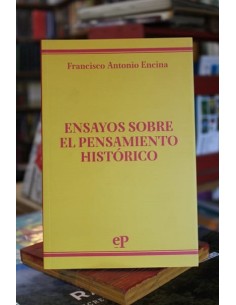 Francisco Antonio Encina
ENSAYOS SOBRE
EL PENSAMIENTO
HISTÓRICO
eP